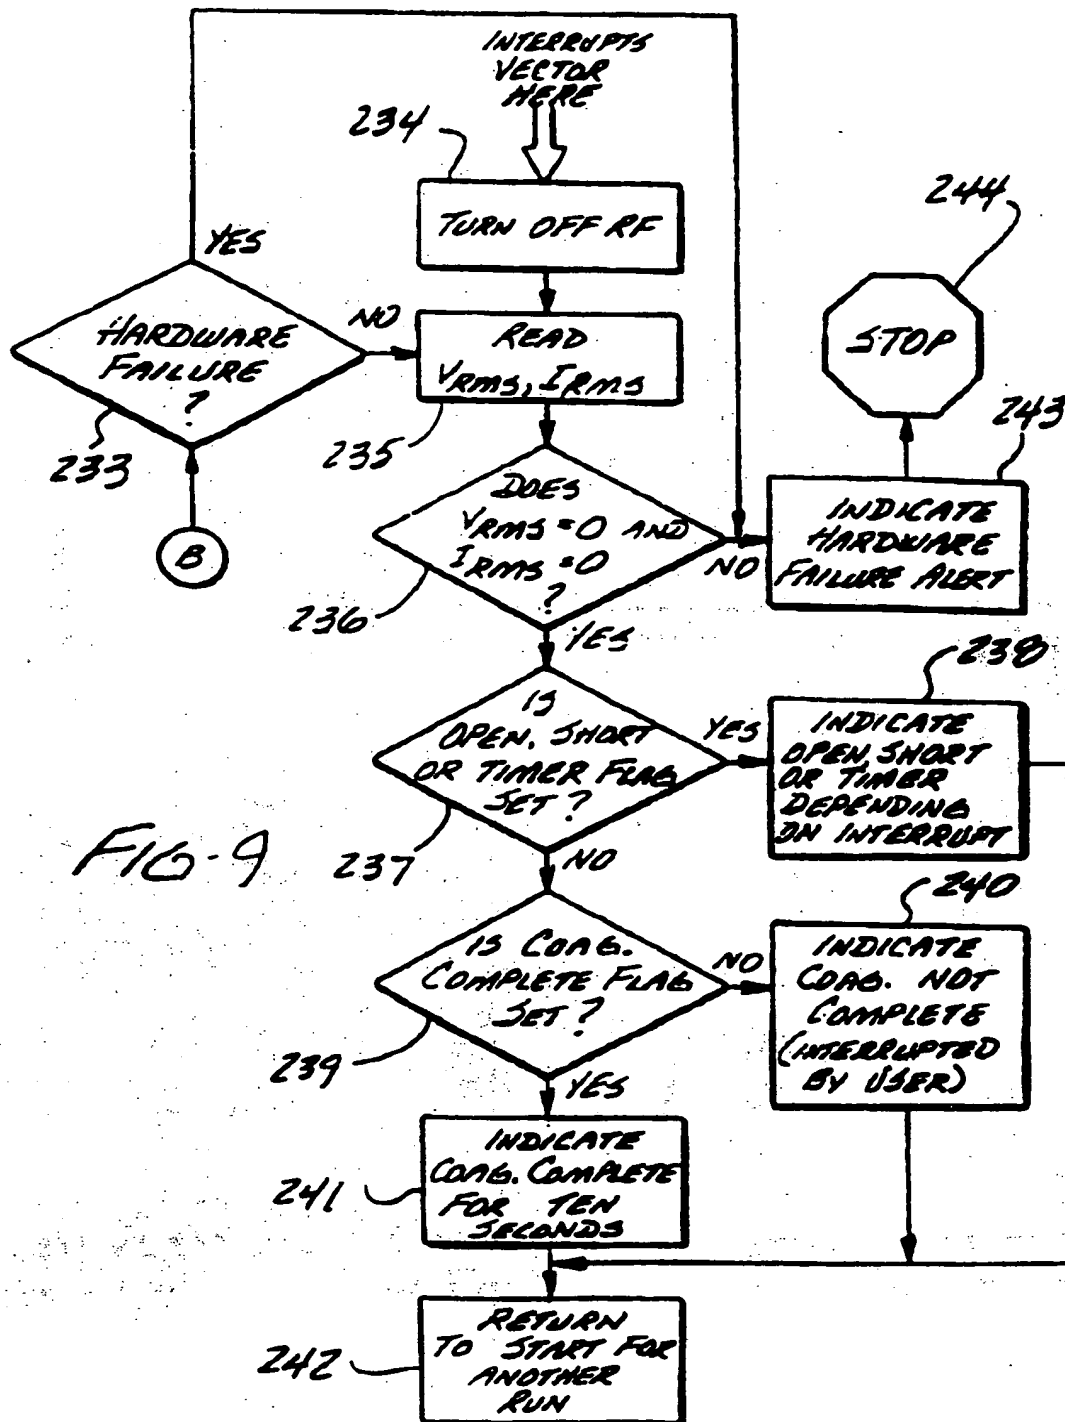 INTERRUPTS
VECTOR
HERE
234
TURN OFF RF
244
STOP
YES
HARDWARE
FAILURE
?
NO
READ
VRMS, IRMS
233
235
243
B
DOES
VRMS = 0 AND
IRMS = 0
?
NO
INDICATE
HARDWARE
FAILURE ALERT
236
YES
238
IS
OPEN, SHORT
OR TIMER FLAG
SET?
YES
INDICATE
OPEN, SHORT
OR TIMER
DEPENDING
ON INTERRUPT
FIG-9
237
NO
240
IS COAG.
COMPLETE FLAG
SET?
NO
INDICATE
COAG. NOT
COMPLETE
(INTERRUPTED
BY USER)
239
YES
241
INDICATE
COAG. COMPLETE
FOR TEN
SECONDS
242
RETURN
TO START FOR
ANOTHER
RUN